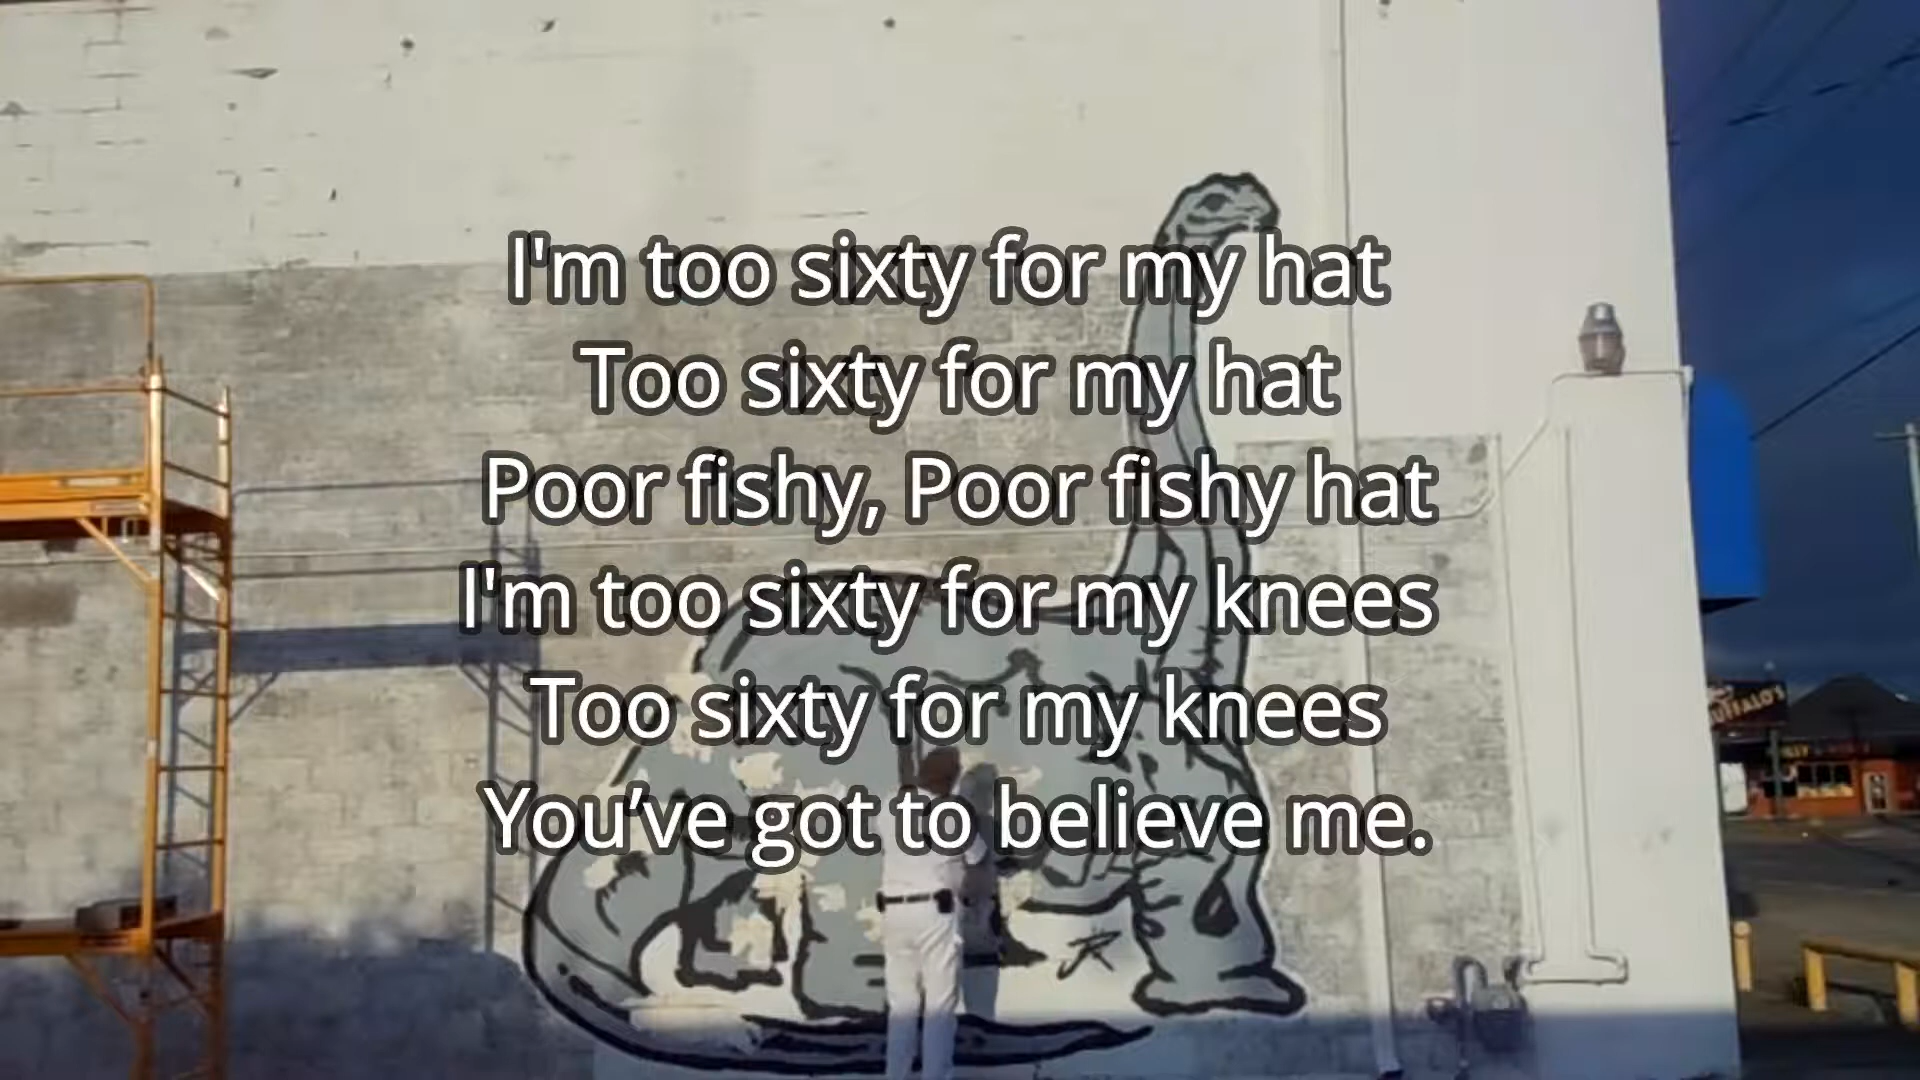 I'm too sixty for my hat
Too sixty for my hat
Poor fishy, Poor fishy hat
I'm too sixty for my knees
Too sixty for my knees
You’ve got to believe me.
JR